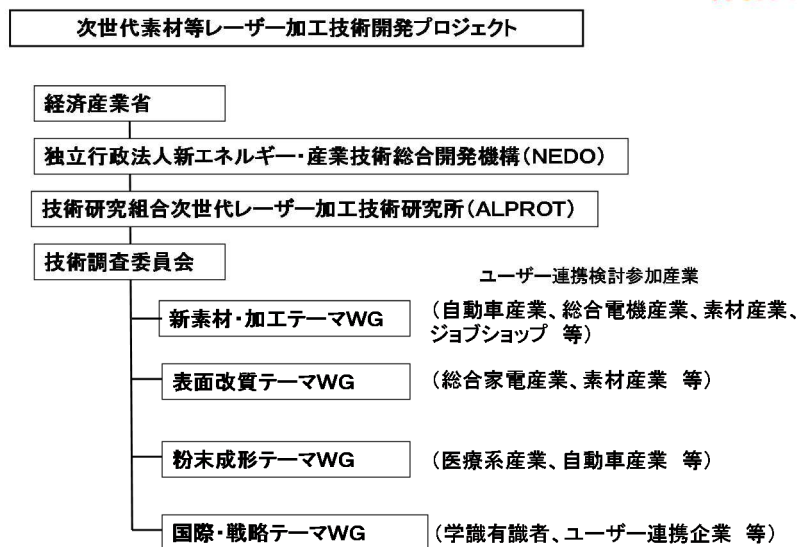 次世代素材等レーザー加工技術開発プロジェクト
経済産業省
独立行政法人新エネルギー・産業技術総合開発機構(NEDO)
技術研究組合次世代レーザー加工技術研究所(ALPROT)
技術調査委員会
ユーザー連携検討参加産業
新素材・加工テーマWG
(自動車産業、総合電機産業、素材産業、
ジョブショップ 等)
表面改質テーマWG
(総合家電産業、素材産業 等)
粉末成形テーマWG
(医療系産業、自動車産業 等)
国際・戦略テーマWG
(学識有識者、ユーザー連携企業 等)